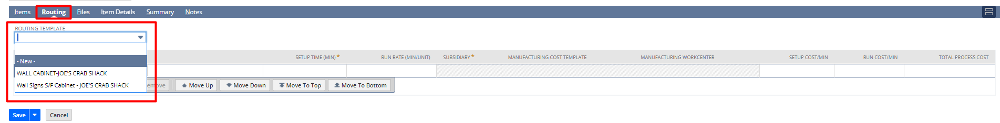 Items Routing Files Item Details Summary Notes
ROUTING TEMPLATE
- New -
WALL CABINET-JOE'S CRAB SHACK
Wall Signs S/F Cabinet - JOE'S CRAB SHACK
SETUP TIME (MIN) * RUN RATE (MIN/UNIT) SUBSIDIARY * MANUFACTURING COST TEMPLATE MANUFACTURING WORKCENTER SETUP COST/MIN RUN COST/MIN TOTAL PROCESS COST
emove Move Up Move Down Move To Top Move To Bottom
Save Cancel